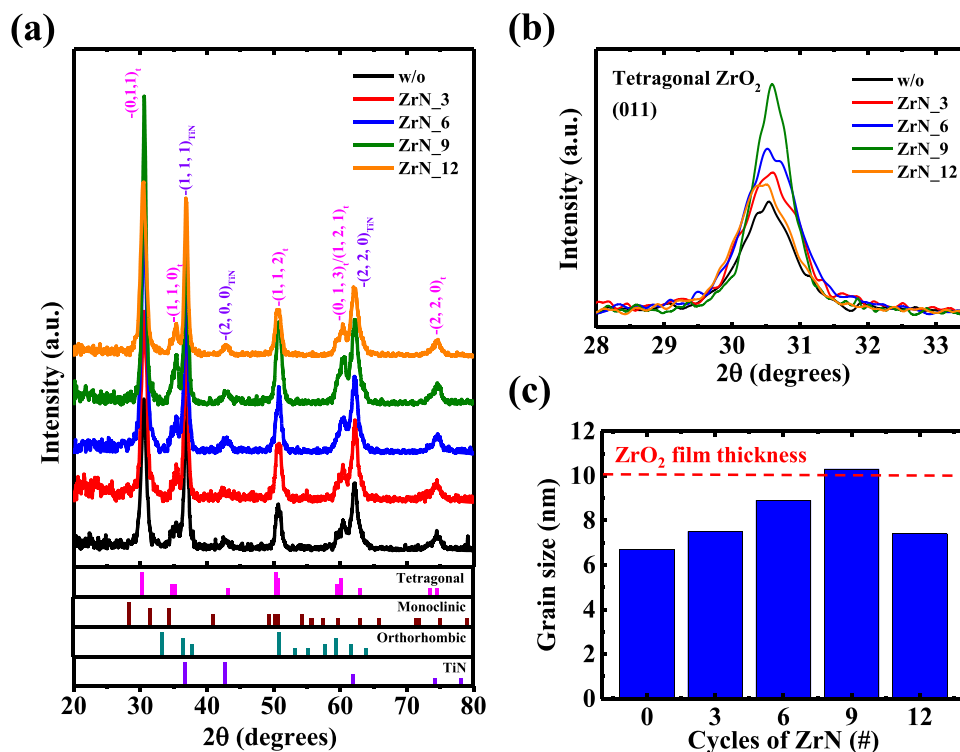 (a)
w/o
ZrN_3
ZrN_6
ZrN_9
ZrN_12
-(0,1,1)t
-(1, 1, 0)t
-(1, 1, 1)TiN
-(2, 0, 0)TiN
-(1, 1, 2)t
-(0, 1, 3)t/(1, 2, 1)t
-(2, 2, 0)TiN
-(2, 2, 0)t
Intensity (a.u.)
Tetragonal
Monoclinic
Orthorhombic
TiN
20 30 40 50 60 70 80
2θ (degrees)
(b)
Tetragonal ZrO2
(011)
w/o
ZrN_3
ZrN_6
ZrN_9
ZrN_12
Intensity (a.u.)
28 29 30 31 32 33
2θ (degrees)
(c)
ZrO2 film thickness
Grain size (nm)
12
10
8
6
4
2
0
0 3 6 9 12
Cycles of ZrN (#)